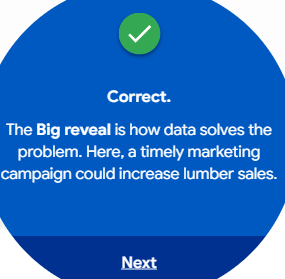 Correct.
The Big reveal is how data solves the
problem. Here, a timely marketing
campaign could increase lumber sales.
Next